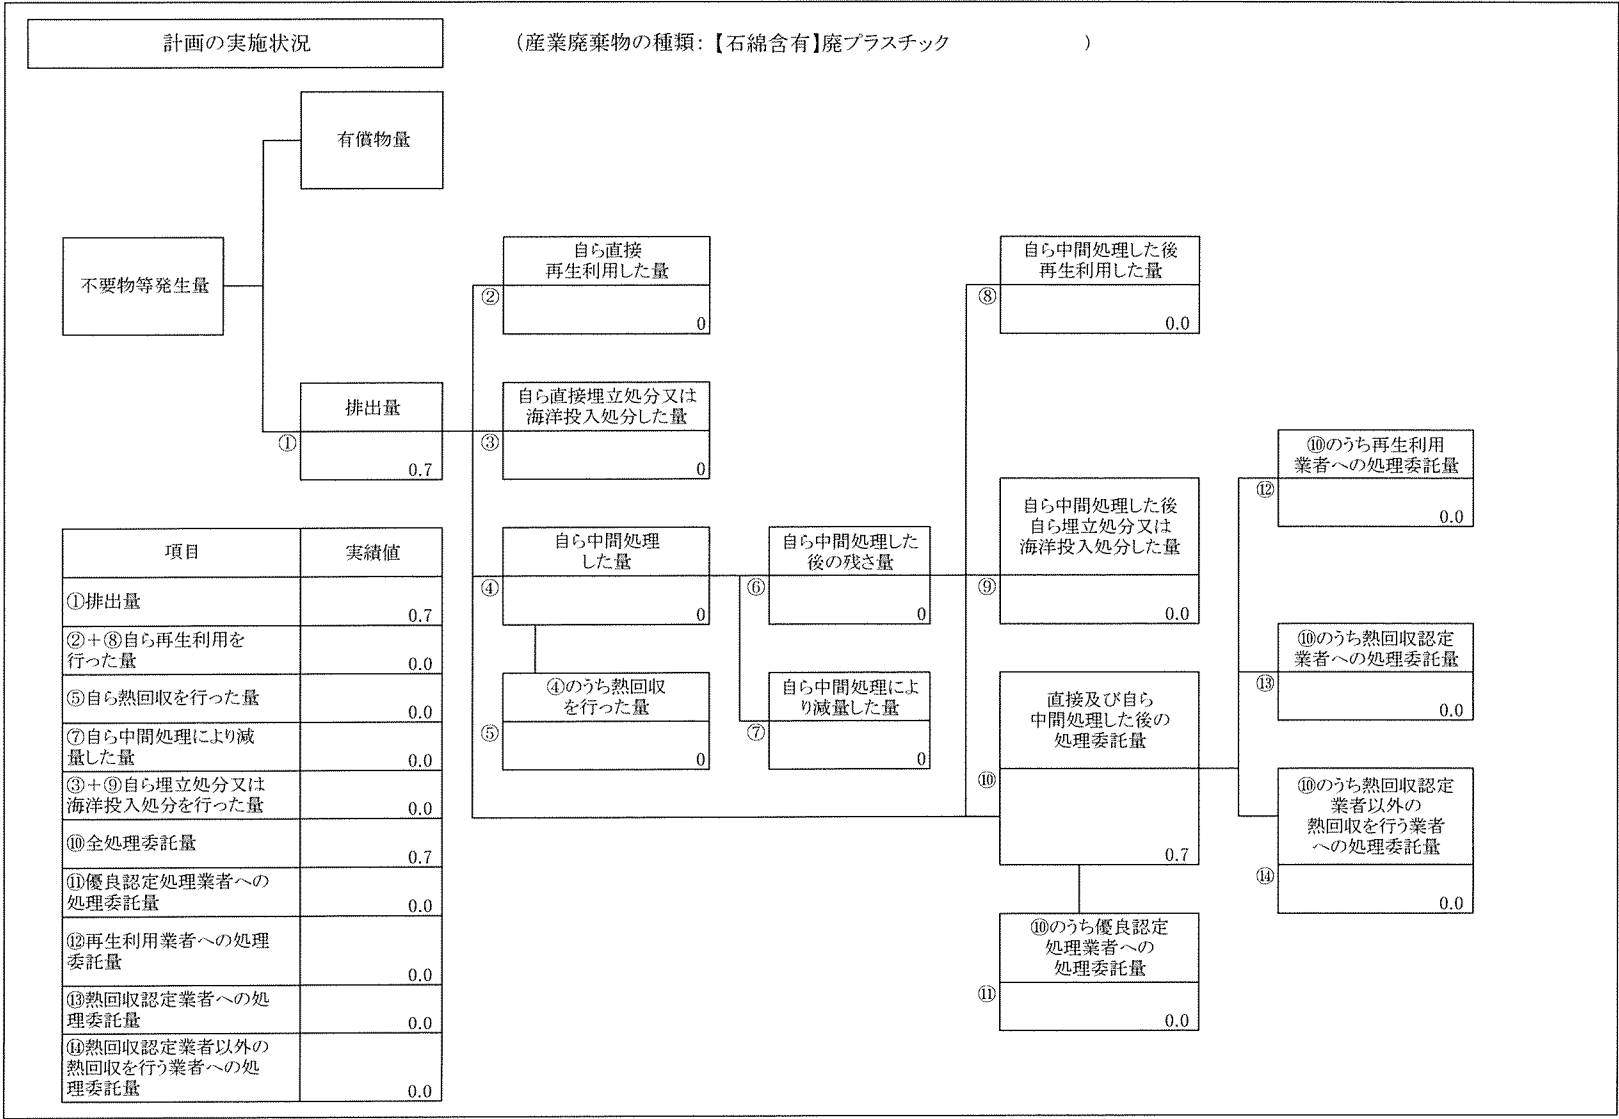 計画の実施状況
(産業廃棄物の種類：【石綿含有】廃プラスチック )
有償物量
不要物等発生量
排出量
①
0.7
自ら直接
再生利用した量
②
0
自ら直接埋立処分又は
海洋投入処分した量
③
0
自ら中間処理
した量
④
0
④のうち熱回収
を行った量
⑤
0
自ら中間処理した
後の残さ量
⑥
0
自ら中間処理によ
り減量した量
⑦
0
自ら中間処理した後
再生利用した量
⑧
0.0
自ら中間処理した後
自ら埋立処分又は
海洋投入処分した量
⑨
0.0
直接及び自ら
中間処理した後の
処理委託量
⑩
0.7
⑩のうち優良認定
処理業者への
処理委託量
⑪
0.0
⑩のうち再生利用
業者への処理委託量
⑫
0.0
⑩のうち熱回収認定
業者への処理委託量
⑬
0.0
⑩のうち熱回収認定
業者以外の
熱回収を行う業者
への処理委託量
⑭
0.0
項目 実績値
①排出量
0.7
②＋⑧自ら再生利用を
行った量
0.0
⑤自ら熱回収を行った量
0.0
⑦自ら中間処理により減
量した量
0.0
③＋⑨自ら埋立処分又は
海洋投入処分を行った量
0.0
⑩全処理委託量
0.7
⑪優良認定処理業者への
処理委託量
0.0
⑫再生利用業者への処理
委託量
0.0
⑬熱回収認定業者への処
理委託量
0.0
⑭熱回収認定業者以外の
熱回収を行う業者への処
理委託量
0.0